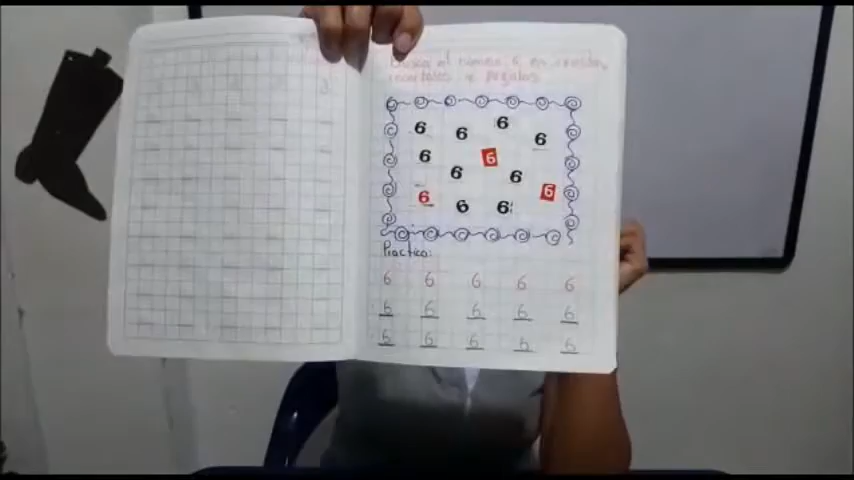 Busca el número 6 en revistas,
recortalos y pegalos
6 6 6 6
6 6
6 6 6
6 6 6
Practico:
6 6 6 6 6
6 6 6 6 6
6 6 6 6 6